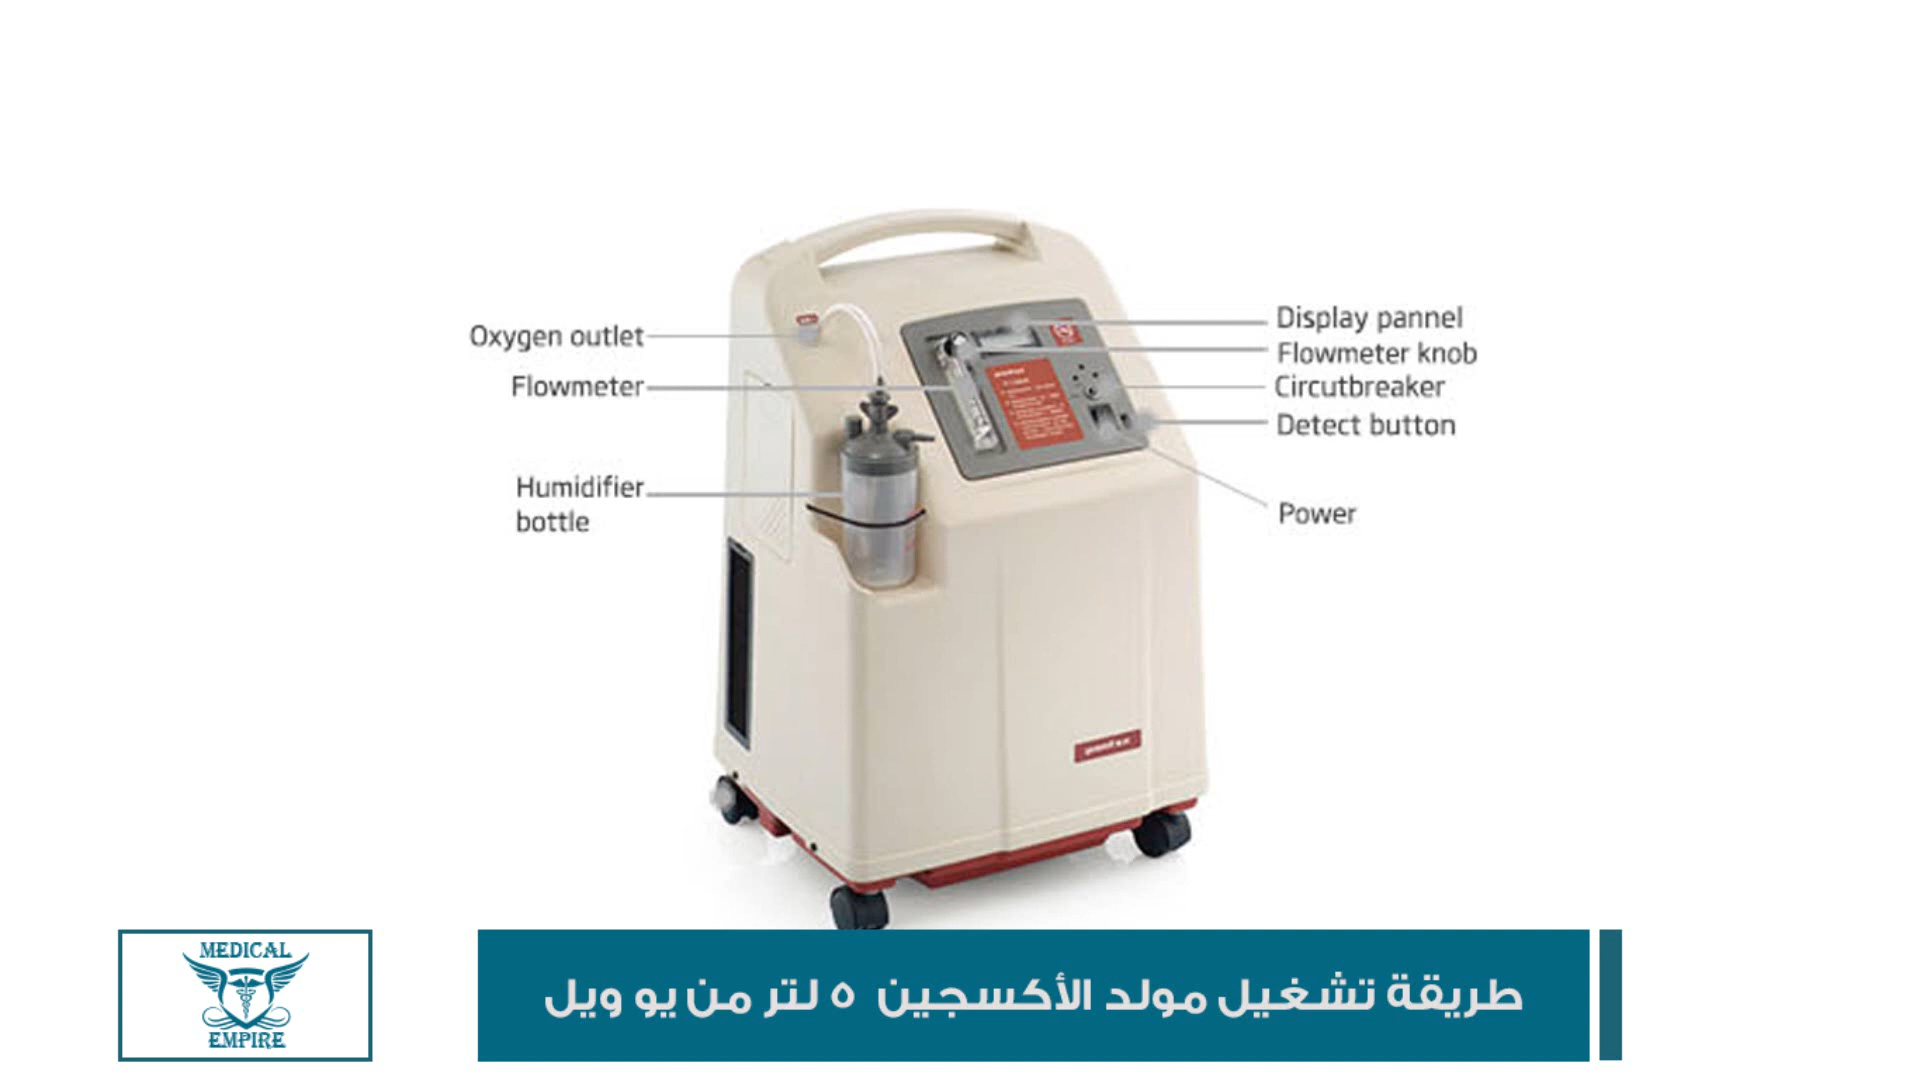 Oxygen outlet
Flowmeter
Humidifier
bottle
Display pannel
Flowmeter knob
Circutbreaker
Detect button
Power
MEDICAL
EMPIRE
طريقة تشغيل مولد الأكسجين ٥ لتر من يو ويل